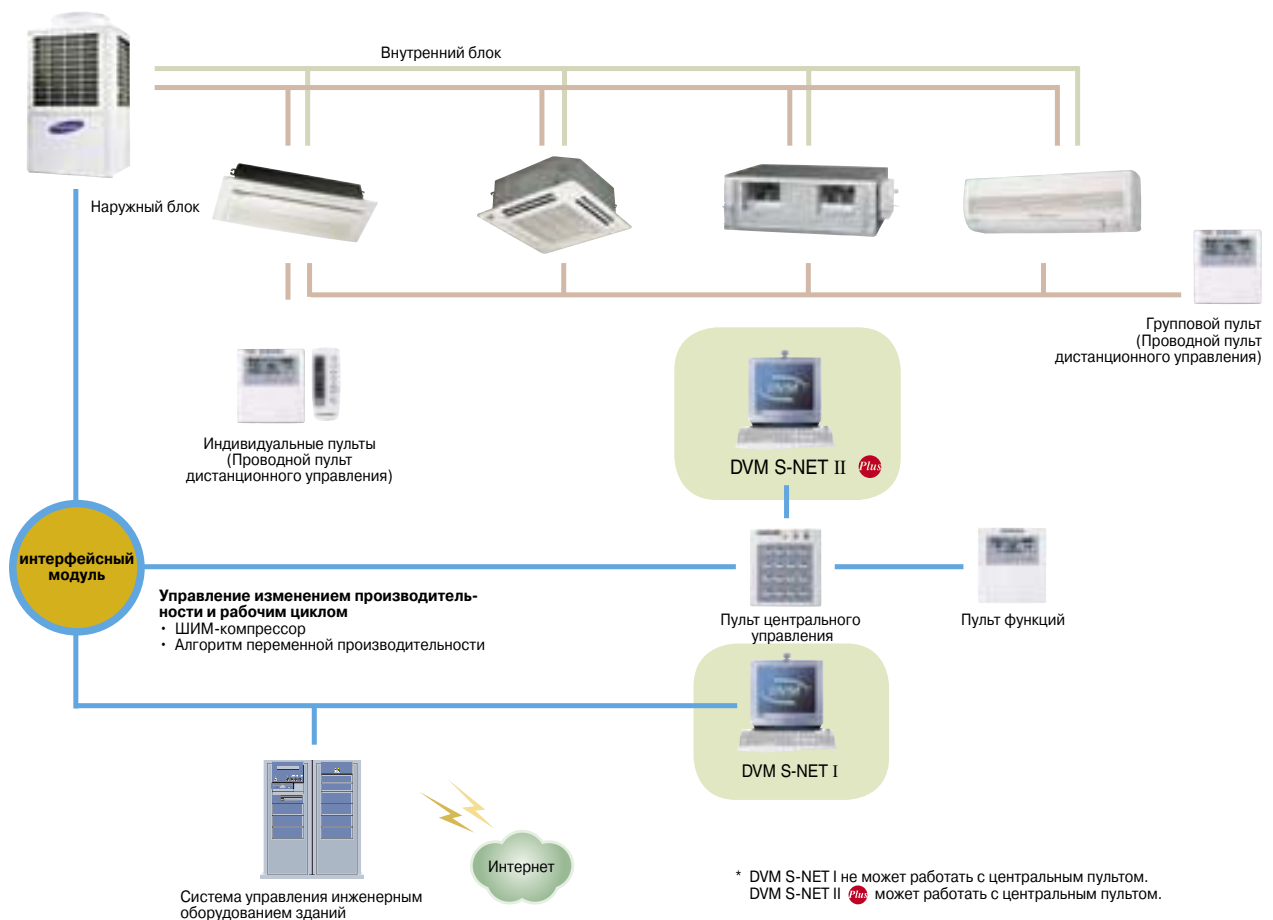 Внутренний блок
Наружный блок
Групповой пульт
(Проводной пульт
дистанционного управления)
Индивидуальные пульты
(Проводной пульт
дистанционного управления)
DVM
DVM S-NET II Plus
интерфейсный
модуль
Управление изменением производитель-
ности и рабочим циклом
· ШИМ-компрессор
· Алгоритм переменной производительности
Пульт центрального
управления
Пульт функций
DVM
DVM S-NET I
Интернет
Система управления инженерным
оборудованием зданий
* DVM S-NET I не может работать с центральным пультом.
DVM S-NET II Plus может работать с центральным пультом.